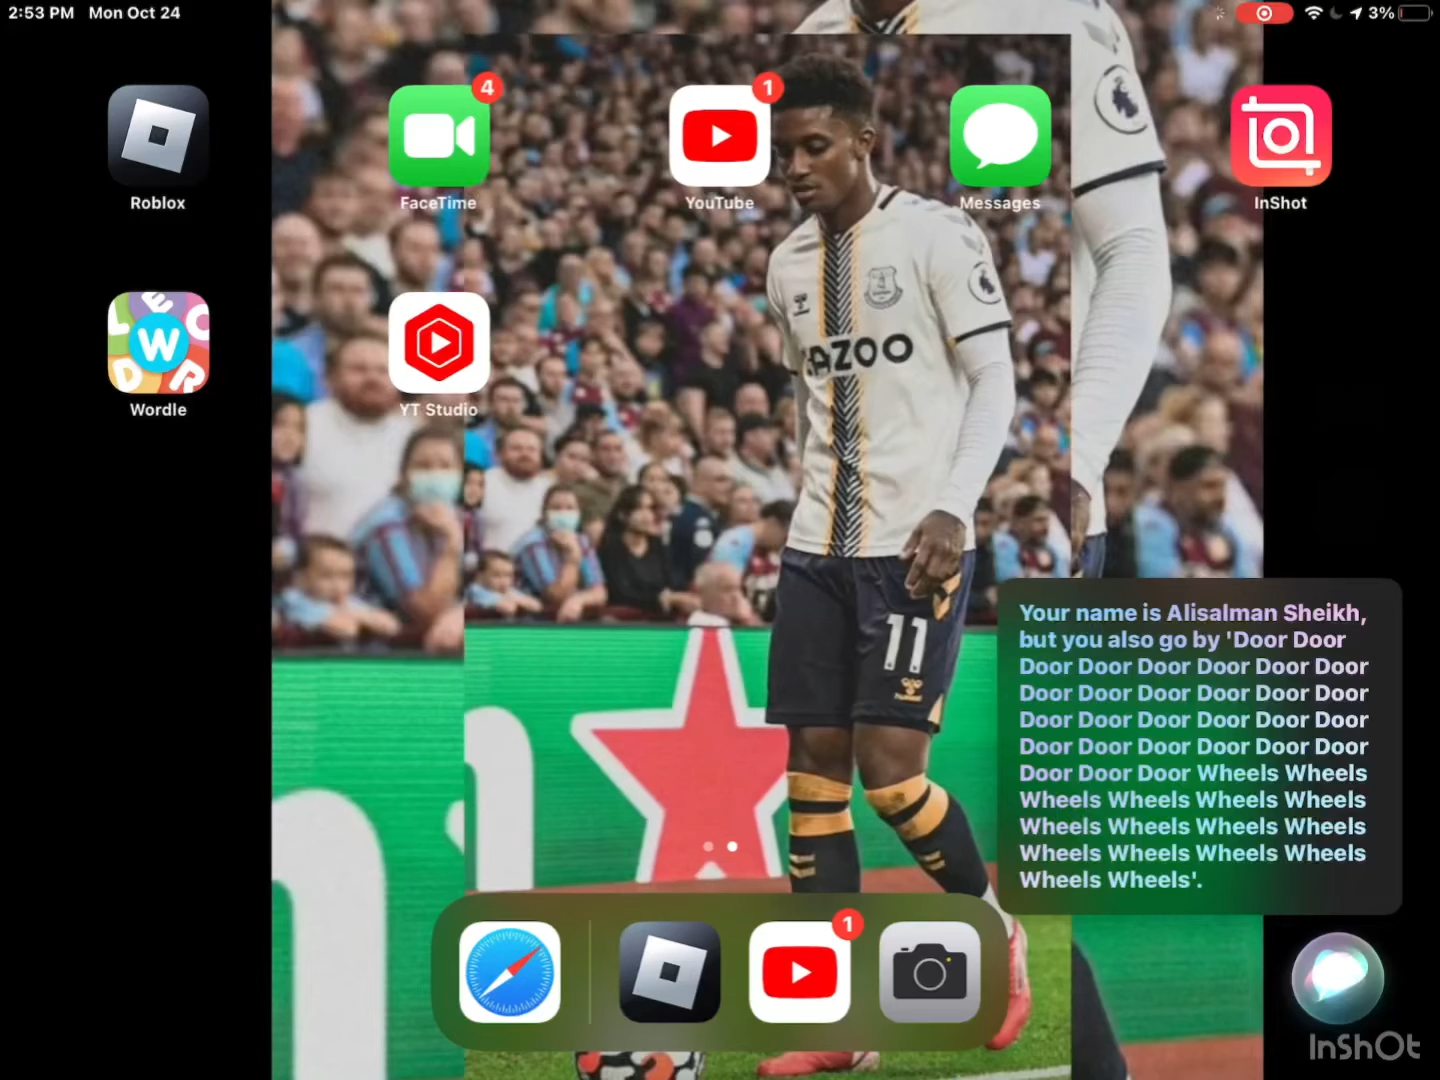 2:53 PM Mon Oct 24
3%
4
1
Roblox
FaceTime
YouTube
Messages
InShot
W
Wordle
YT Studio
CAZOO
11
Your name is Alisalman Sheikh,
but you also go by 'Door Door
Door Door Door Door Door Door
Door Door Door Door Door Door
Door Door Door Door Door Door
Door Door Door Door Door Door
Door Door Door Wheels Wheels
Wheels Wheels Wheels Wheels
Wheels Wheels Wheels Wheels
Wheels Wheels Wheels Wheels
Wheels Wheels'.
1
InShOt